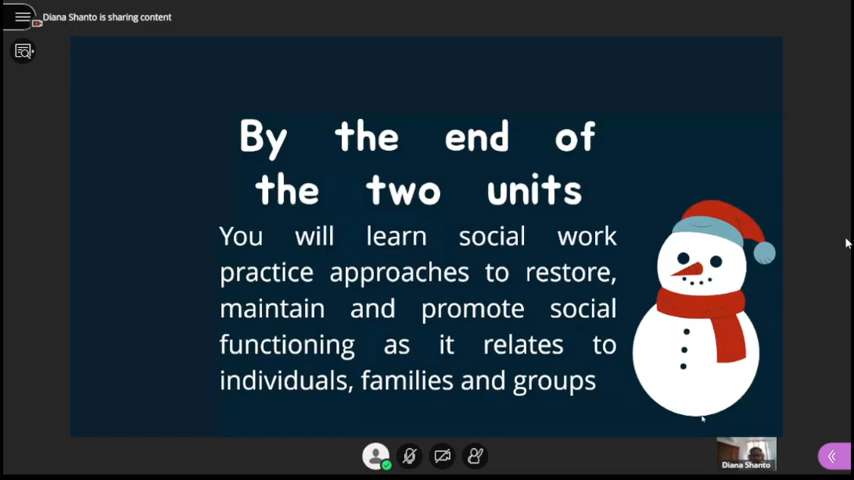 Diana Shanto is sharing content
By the end of
the two units
You will learn social work
practice approaches to restore,
maintain and promote social
functioning as it relates to
individuals, families and groups
Diana Shanto